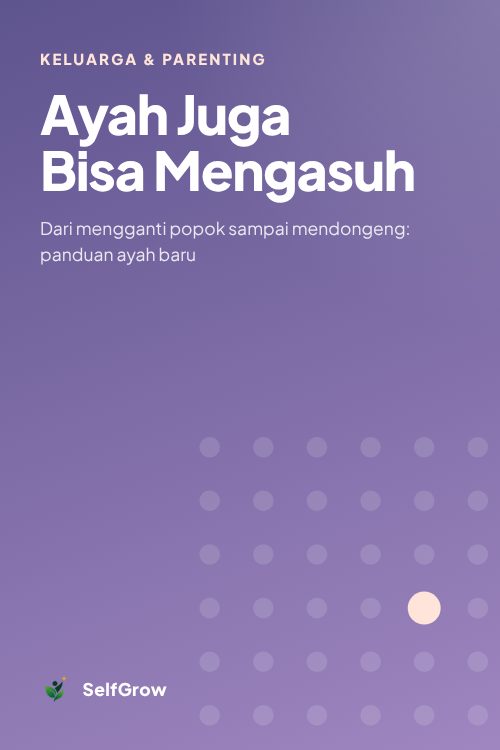 KELUARGA & PARENTING
Ayah Juga
Bisa Mengasuh
Dari mengganti popok sampai mendongeng:
panduan ayah baru
SelfGrow